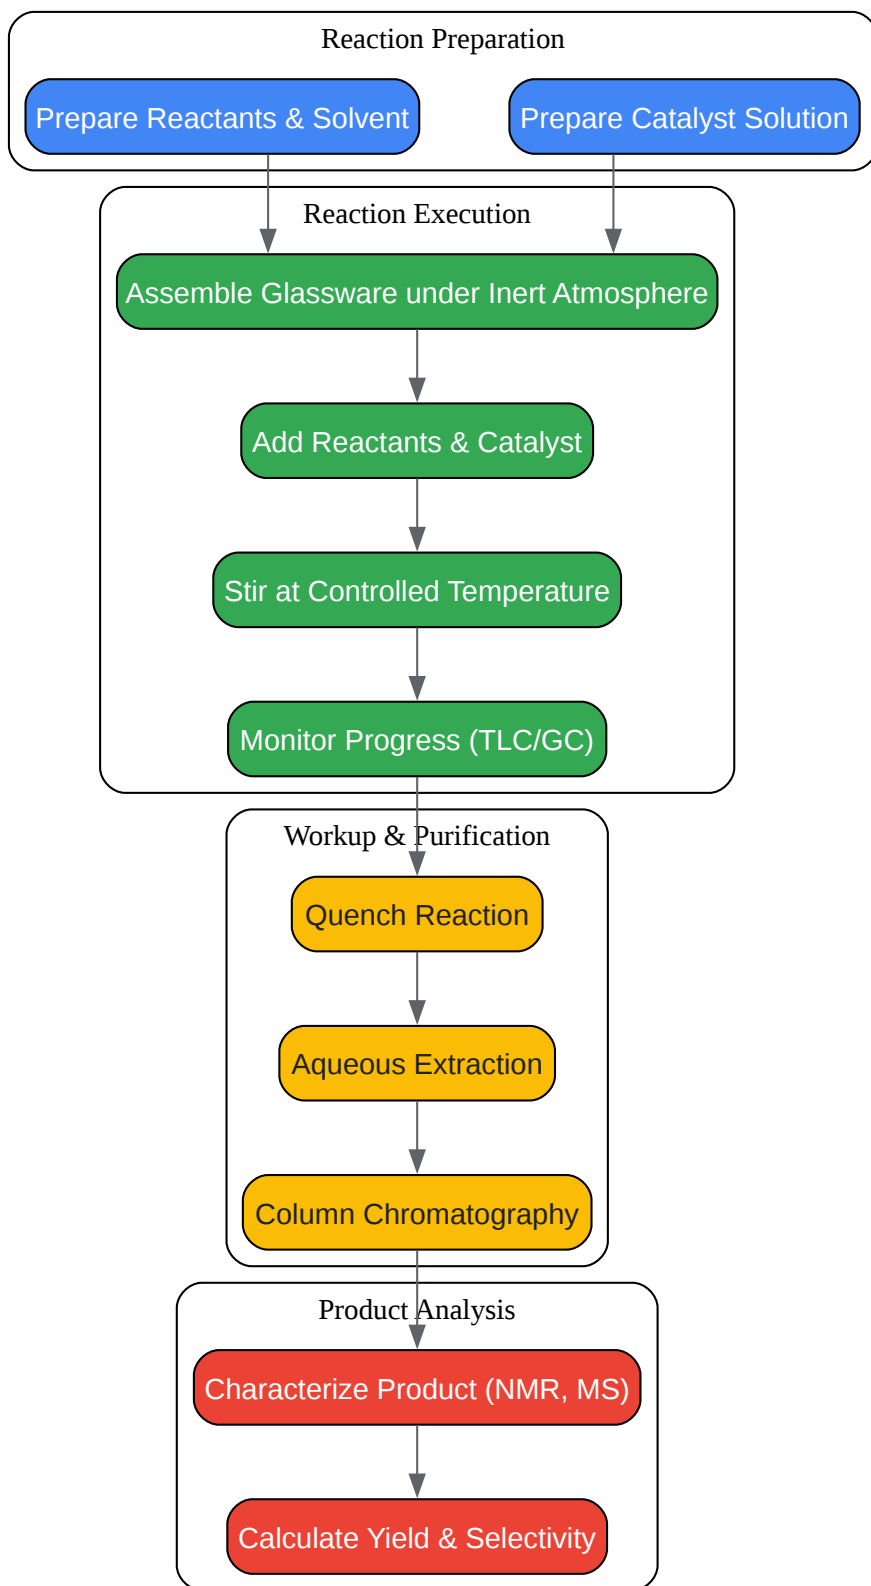 Reaction Preparation
Prepare Reactants & Solvent
Prepare Catalyst Solution
Reaction Execution
Assemble Glassware under Inert Atmosphere
Add Reactants & Catalyst
Stir at Controlled Temperature
Monitor Progress (TLC/GC)
Workup & Purification
Quench Reaction
Aqueous Extraction
Column Chromatography
Product Analysis
Characterize Product (NMR, MS)
Calculate Yield & Selectivity